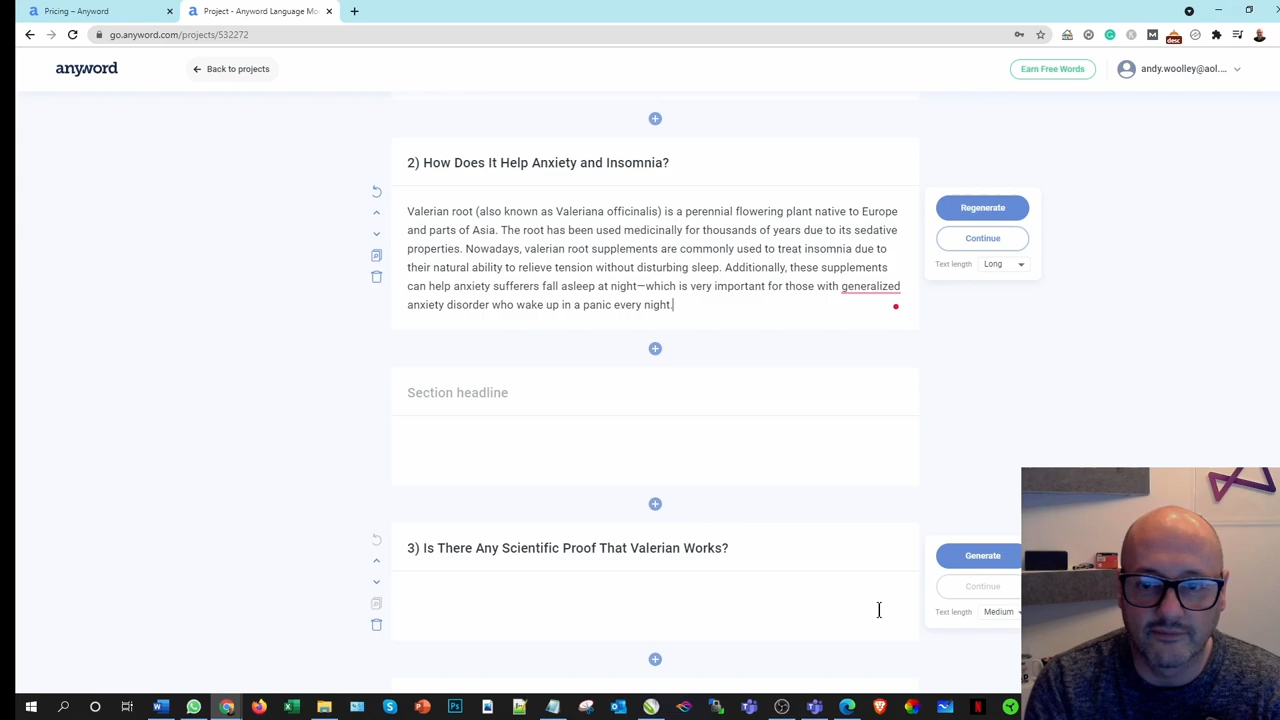 Pricing – Anyword
Project - Anyword Language Mo
go.anyword.com/projects/532272
desc
anyword
Back to projects
Earn Free Words
andy.woolley@aol....
2) How Does It Help Anxiety and Insomnia?
Valerian root (also known as Valeriana officinalis) is a perennial flowering plant native to Europe
and parts of Asia. The root has been used medicinally for thousands of years due to its sedative
properties. Nowadays, valerian root supplements are commonly used to treat insomnia due to
their natural ability to relieve tension without disturbing sleep. Additionally, these supplements
can help anxiety sufferers fall asleep at night—which is very important for those with generalized
anxiety disorder who wake up in a panic every night.
Regenerate
Continue
Text length Long
Section headline
3) Is There Any Scientific Proof That Valerian Works?
Generate
Continue
Text length Medium